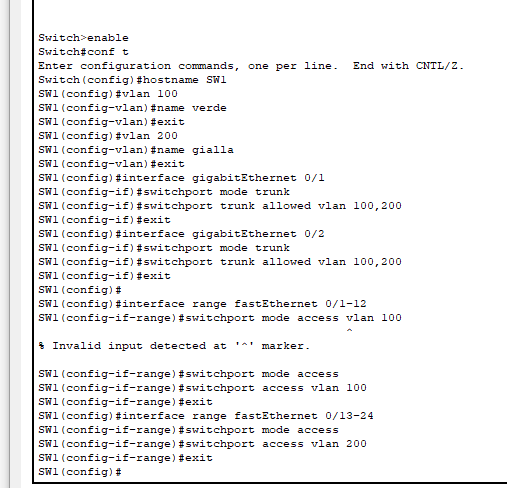 Switch>enable
Switch#conf t
Enter configuration commands, one per line.  End with CNTL/Z.
Switch(config)#hostname SW1
SW1(config)#vlan 100
SW1(config-vlan)#name verde
SW1(config-vlan)#exit
SW1(config)#vlan 200
SW1(config-vlan)#name gialla
SW1(config-vlan)#exit
SW1(config)#interface gigabitEthernet 0/1
SW1(config-if)#switchport mode trunk
SW1(config-if)#switchport trunk allowed vlan 100,200
SW1(config-if)#exit
SW1(config)#interface gigabitEthernet 0/2
SW1(config-if)#switchport mode trunk
SW1(config-if)#switchport trunk allowed vlan 100,200
SW1(config-if)#exit
SW1(config)#
SW1(config)#interface range fastEthernet 0/1-12
SW1(config-if-range)#switchport mode access vlan 100
^
% Invalid input detected at '^' marker.
SW1(config-if-range)#switchport mode access
SW1(config-if-range)#switchport access vlan 100
SW1(config-if-range)#exit
SW1(config)#interface range fastEthernet 0/13-24
SW1(config-if-range)#switchport mode access
SW1(config-if-range)#switchport access vlan 200
SW1(config-if-range)#exit
SW1(config)#